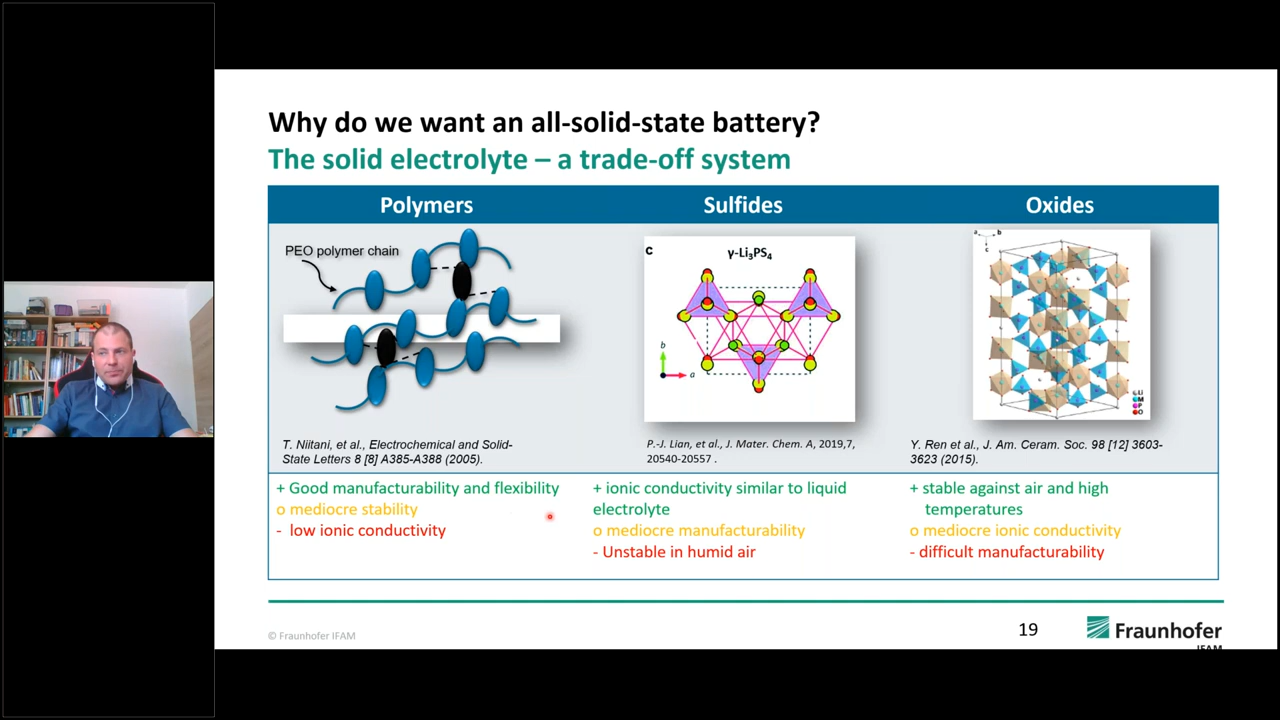 Why do we want an all-solid-state battery?
The solid electrolyte – a trade-off system
Polymers
Sulfides
Oxides
PEO polymer chain
c
γ-Li₃PS₄
b
a
a
b
c
Li
M
P
O
T. Niitani, et al., Electrochemical and Solid-
State Letters 8 [8] A385-A388 (2005).
P.-J. Lian, et al., J. Mater. Chem. A, 2019,7,
20540-20557 .
Y. Ren et al., J. Am. Ceram. Soc. 98 [12] 3603-
3623 (2015).
+ Good manufacturability and flexibility
o mediocre stability
- low ionic conductivity
+ ionic conductivity similar to liquid
electrolyte
o mediocre manufacturability
- Unstable in humid air
+ stable against air and high
temperatures
o mediocre ionic conductivity
- difficult manufacturability
© Fraunhofer IFAM
19
Fraunhofer
IFAM